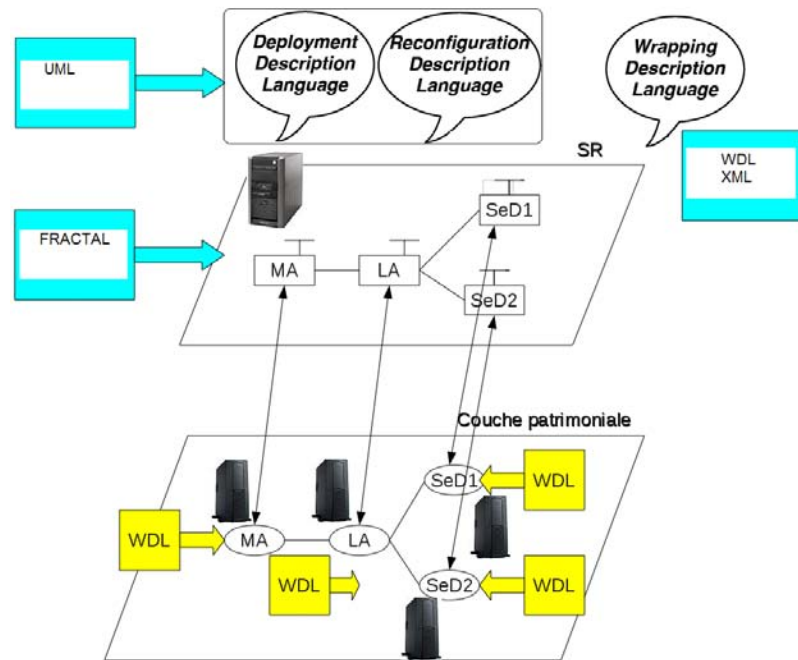 UML
Deployment
Description
Language
Reconfiguration
Description
Language
Wrapping
Description
Language
SR
WDL
XML
FRACTAL
SeD1
MA
LA
SeD2
Couche patrimoniale
SeD1
WDL
WDL
MA
LA
WDL
SeD2
WDL